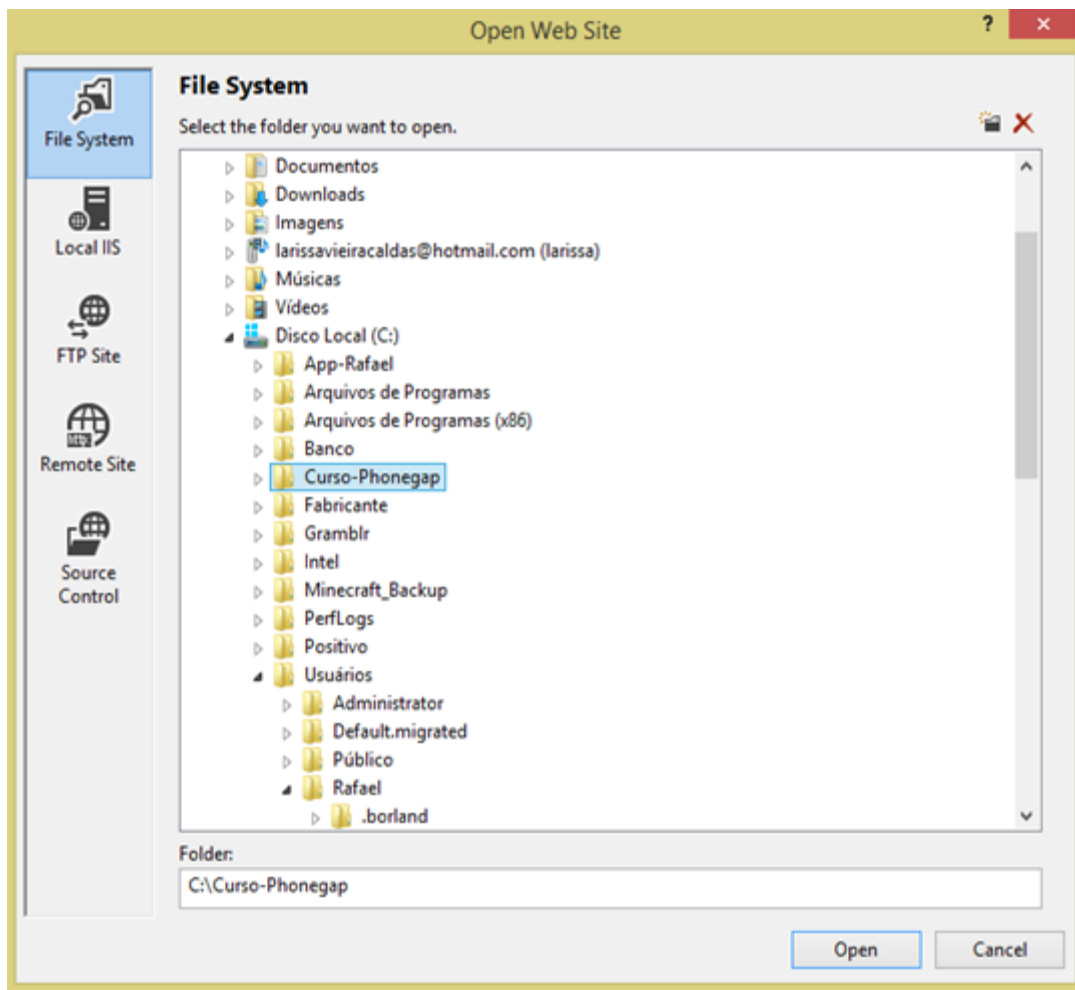 Open Web Site
?
File System
Local IIS
FTP Site
http://
Remote Site
Source
Control
File System
Select the folder you want to open.
Documentos
Downloads
Imagens
larissavieiracaldas@hotmail.com (larissa)
Músicas
Vídeos
Disco Local (C:)
App-Rafael
Arquivos de Programas
Arquivos de Programas (x86)
Banco
Curso-Phonegap
Fabricante
Gramblr
Intel
Minecraft_Backup
PerfLogs
Positivo
Usuários
Administrator
Default.migrated
Público
Rafael
.borland
Folder:
C:\Curso-Phonegap
Open
Cancel